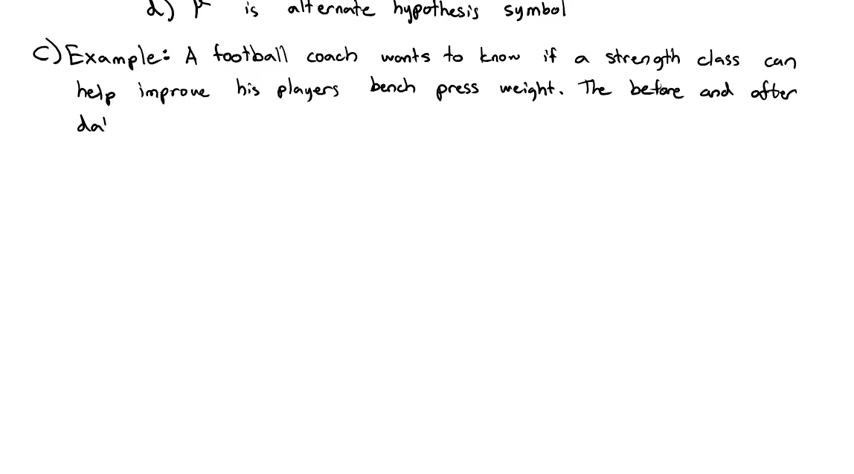 d) μ is alternate hypothesis symbol
c) Example: A football coach wants to know if a strength class can
help improve his players bench press weight. The before and after